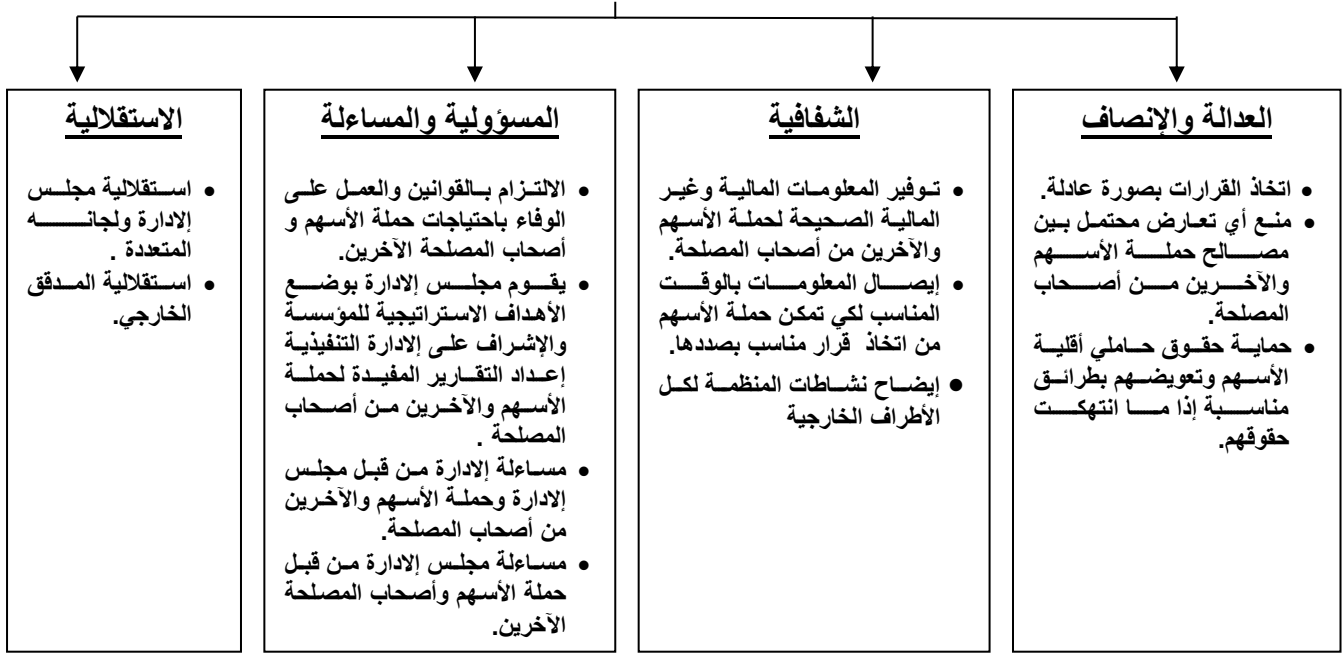 العدالة والإنصاف
• اتخاذ القرارات بصورة عادلة.
• منع أي تعارض محتمل بين
مصالح حملة الأسهم
والآخرين من أصحاب
المصلحة.
• حماية حقوق حاملي أقلية
الأسهم وتعويضهم بطرائق
مناسبة إذا ما انتهكت
حقوقهم.
الشفافية
• توفير المعلومات المالية وغير
المالية الصحيحة لحملة الأسهم
والآخرين من أصحاب المصلحة.
• إيصال المعلومات بالوقت
المناسب لكي تمكن حملة الأسهم
من اتخاذ قرار مناسب بصددها.
• إيضاح نشاطات المنظمة لكل
الأطراف الخارجية
المسؤولية والمساءلة
• الالتزام بالقوانين والعمل على
الوفاء باحتياجات حملة الأسهم و
أصحاب المصلحة الآخرين.
• يقوم مجلس إلادارة بوضع
الأهداف الاستراتيجية للمؤسسة
والإشراف على إلادارة التنفيذية
إعداد التقارير المفيدة لحملة
الأسهم والآخرين من أصحاب
المصلحة .
• مساءلة إلادارة من قبل مجلس
إلادارة وحملة الأسهم والآخرين
من أصحاب المصلحة.
• مساءلة مجلس إلادارة من قبل
حملة الأسهم وأصحاب المصلحة
الآخرين.
الاستقلالية
• استقلالية مجلس
إلادارة ولجانه
المتعددة .
• استقلالية المدقق
الخارجي.